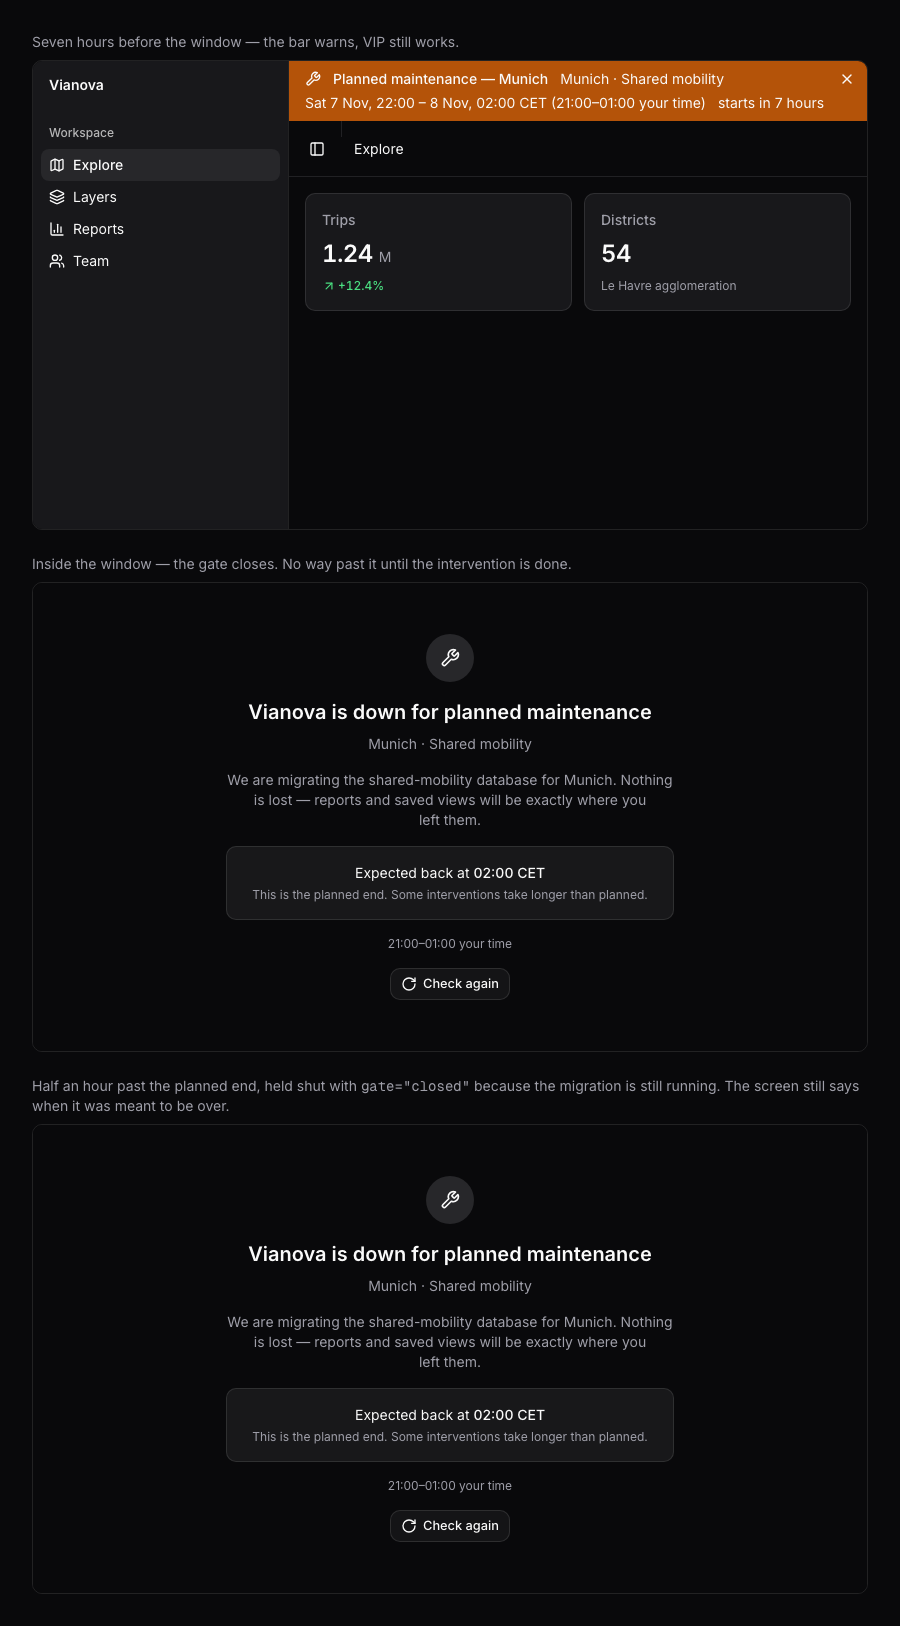 Seven hours before the window — the bar warns, VIP still works.
Vianova
Workspace
Explore
Layers
Reports
Team
Planned maintenance — Munich Munich · Shared mobility
Sat 7 Nov, 22:00 – 8 Nov, 02:00 CET (21:00–01:00 your time) starts in 7 hours
Explore
Trips
1.24 M
+12.4%
Districts
54
Le Havre agglomeration
Inside the window — the gate closes. No way past it until the intervention is done.
Vianova is down for planned maintenance
Munich · Shared mobility
We are migrating the shared-mobility database for Munich. Nothing
is lost — reports and saved views will be exactly where you
left them.
Expected back at 02:00 CET
This is the planned end. Some interventions take longer than planned.
21:00–01:00 your time
Check again
Half an hour past the planned end, held shut with gate="closed" because the migration is still running. The screen still says
when it was meant to be over.
Vianova is down for planned maintenance
Munich · Shared mobility
We are migrating the shared-mobility database for Munich. Nothing
is lost — reports and saved views will be exactly where you
left them.
Expected back at 02:00 CET
This is the planned end. Some interventions take longer than planned.
21:00–01:00 your time
Check again